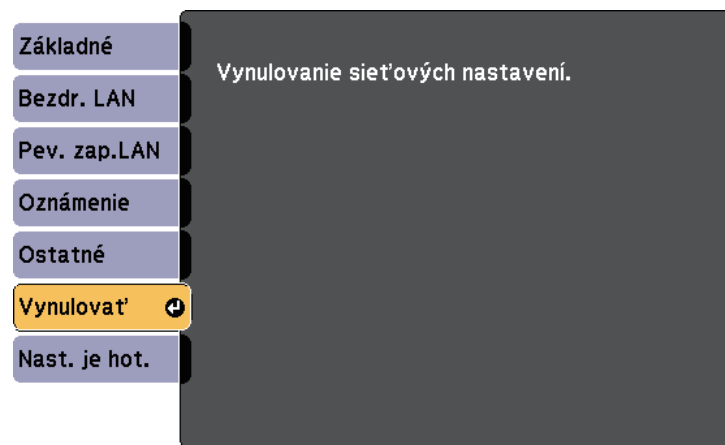 Základné
Bezdr. LAN
Pev. zap.LAN
Oznámenie
Ostatné
Vynulovať
Nast. je hot.
Vynulovanie sieťových nastavení.